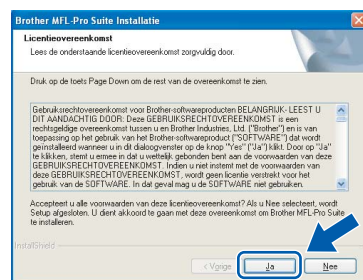 Brother MFL-Pro Suite Installatie
Licentieovereenkomst
Lees de onderstaande licentieovereenkomst zorgvuldig door.
Druk op de toets Page Down om de rest van de overeenkomst te zien.
Gebruiksrechtovereenkomst voor Brother-softwareproducten BELANGRIJK- LEEST U
DIT AANDACHTIG DOOR: Deze GEBRUIKSRECHTOVEREENKOMST is een
rechtsgeldige overeenkomst tussen u en Brother Industries, Ltd. ("Brother") en is van
toepassing op het gebruik van het Brother-softwareproduct ("SOFTWARE") dat wordt
geïnstalleerd wanneer u in dit dialoogvenster op de knop "Yes" ("Ja") klikt. Door op "Ja"
te klikken, stemt u ermee in dat u wettelijk gebonden bent aan de voorwaarden van deze
GEBRUIKSRECHTOVEREENKOMST. Indien u niet instemt met de voorwaarden van
deze GEBRUIKSRECHTOVEREENKOMST, wordt geen licentie verstrekt voor het
gebruik van de SOFTWARE. In dat geval mag u de SOFTWARE niet gebruiken.
Accepteert u alle voorwaarden van deze licentieovereenkomst? Als u Nee selecteert, wordt
Setup afgesloten. U dient akkoord te gaan met deze overeenkomst om Brother MFL-Pro Suite
te installeren.
InstallShield
< Vorige Ja Nee